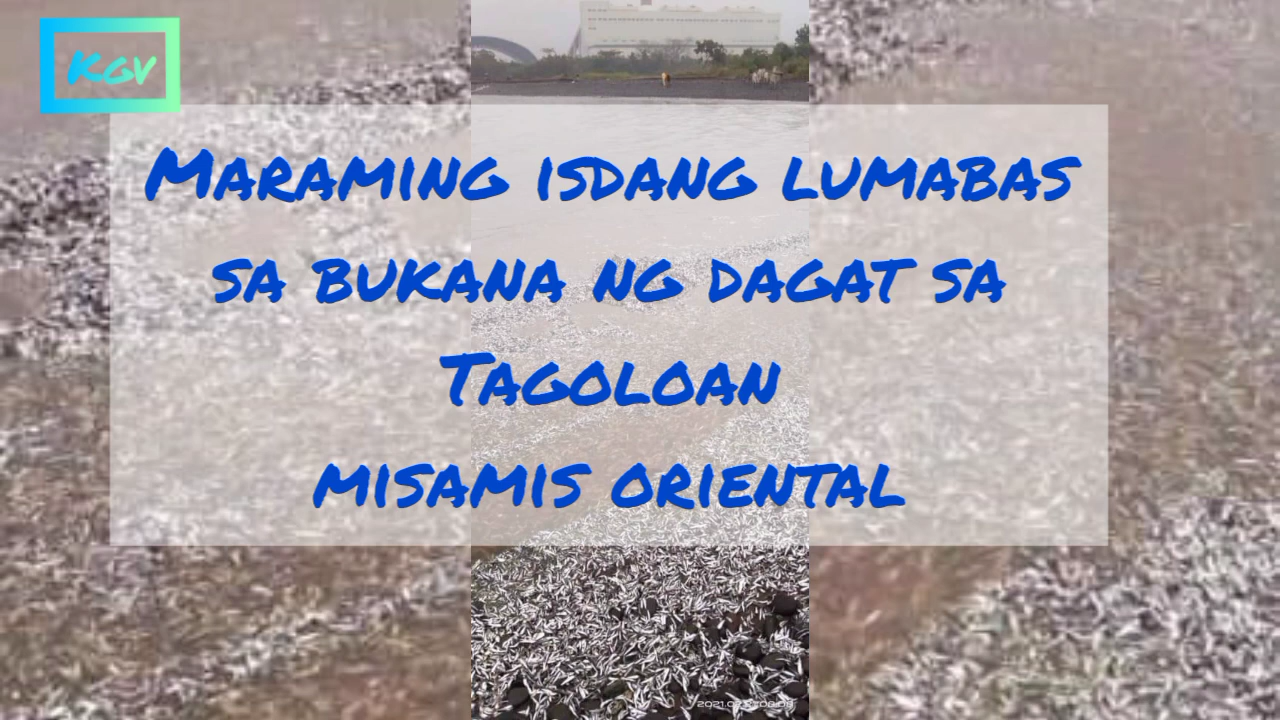 KGV
Maraming isdang lumabas
sa bukana ng dagat sa
Tagoloan
misamis oriental